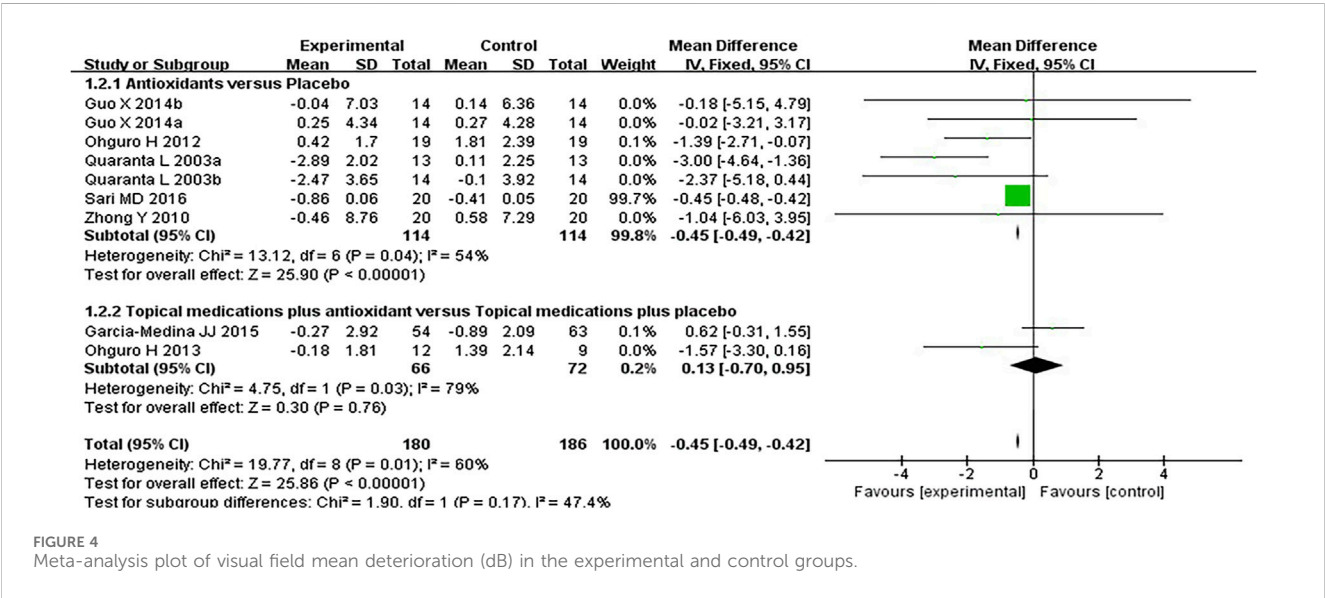 Experimental Control Mean Difference Mean Difference
Study or Subgroup Mean SD Total Mean SD Total Weight IV, Fixed, 95% CI IV, Fixed, 95% CI
1.2.1 Antioxidants versus Placebo
Guo X 2014b -0.04 7.03 14 0.14 6.36 14 0.0% -0.18 [-5.15, 4.79]
Guo X 2014a 0.25 4.34 14 0.27 4.28 14 0.0% -0.02 [-3.21, 3.17]
Ohguro H 2012 0.42 1.7 19 1.81 2.39 19 0.1% -1.39 [-2.71, -0.07]
Quaranta L 2003a -2.89 2.02 13 0.11 2.25 13 0.0% -3.00 [-4.64, -1.36]
Quaranta L 2003b -2.47 3.65 14 -0.1 3.92 14 0.0% -2.37 [-5.18, 0.44]
Sari MD 2016 -0.86 0.06 20 -0.41 0.05 20 99.7% -0.45 [-0.48, -0.42]
Zhong Y 2010 -0.46 8.76 20 0.58 7.29 20 0.0% -1.04 [-6.03, 3.95]
Subtotal (95% CI) 114 114 99.8% -0.45 [-0.49, -0.42]
Heterogeneity: Chi² = 13.12, df = 6 (P = 0.04); I² = 54%
Test for overall effect: Z = 25.90 (P < 0.00001)
1.2.2 Topical medications plus antioxidant versus Topical medications plus placebo
Garcia-Medina JJ 2015 -0.27 2.92 54 -0.89 2.09 63 0.1% 0.62 [-0.31, 1.55]
Ohguro H 2013 -0.18 1.81 12 1.39 2.14 9 0.0% -1.57 [-3.30, 0.16]
Subtotal (95% CI) 66 72 0.2% 0.13 [-0.70, 0.95]
Heterogeneity: Chi² = 4.75, df = 1 (P = 0.03); I² = 79%
Test for overall effect: Z = 0.30 (P = 0.76)
Total (95% CI) 180 186 100.0% -0.45 [-0.49, -0.42]
Heterogeneity: Chi² = 19.77, df = 8 (P = 0.01); I² = 60%
Test for overall effect: Z = 25.86 (P < 0.00001)
Test for subgroup differences: Chi² = 1.90, df = 1 (P = 0.17), I² = 47.4%
-4 -2 0 2 4
Favours [experimental] Favours [control]
FIGURE 4
Meta-analysis plot of visual field mean deterioration (dB) in the experimental and control groups.